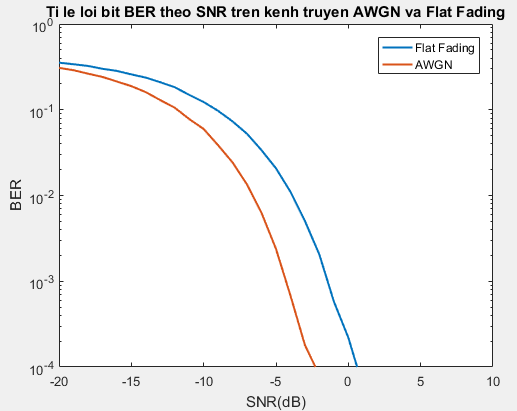 Ti le loi bit BER theo SNR tren kenh truyen AWGN va Flat Fading
10^0
Flat Fading
AWGN
10^-1
BER
10^-2
10^-3
10^-4
-20 -15 -10 -5 0 5 10
SNR(dB)